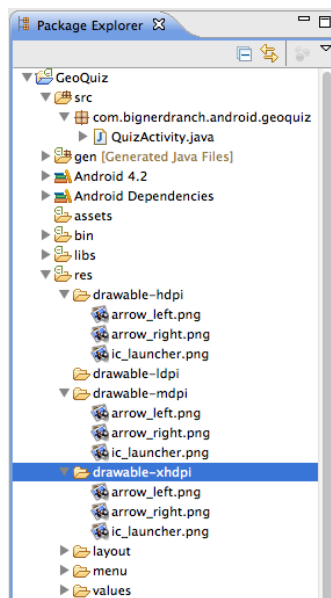 Package Explorer
GeoQuiz
src
com.bignerdranch.android.geoquiz
QuizActivity.java
gen [Generated Java Files]
Android 4.2
Android Dependencies
assets
bin
libs
res
drawable-hdpi
arrow_left.png
arrow_right.png
ic_launcher.png
drawable-ldpi
drawable-mdpi
arrow_left.png
arrow_right.png
ic_launcher.png
drawable-xhdpi
arrow_left.png
arrow_right.png
ic_launcher.png
layout
menu
values